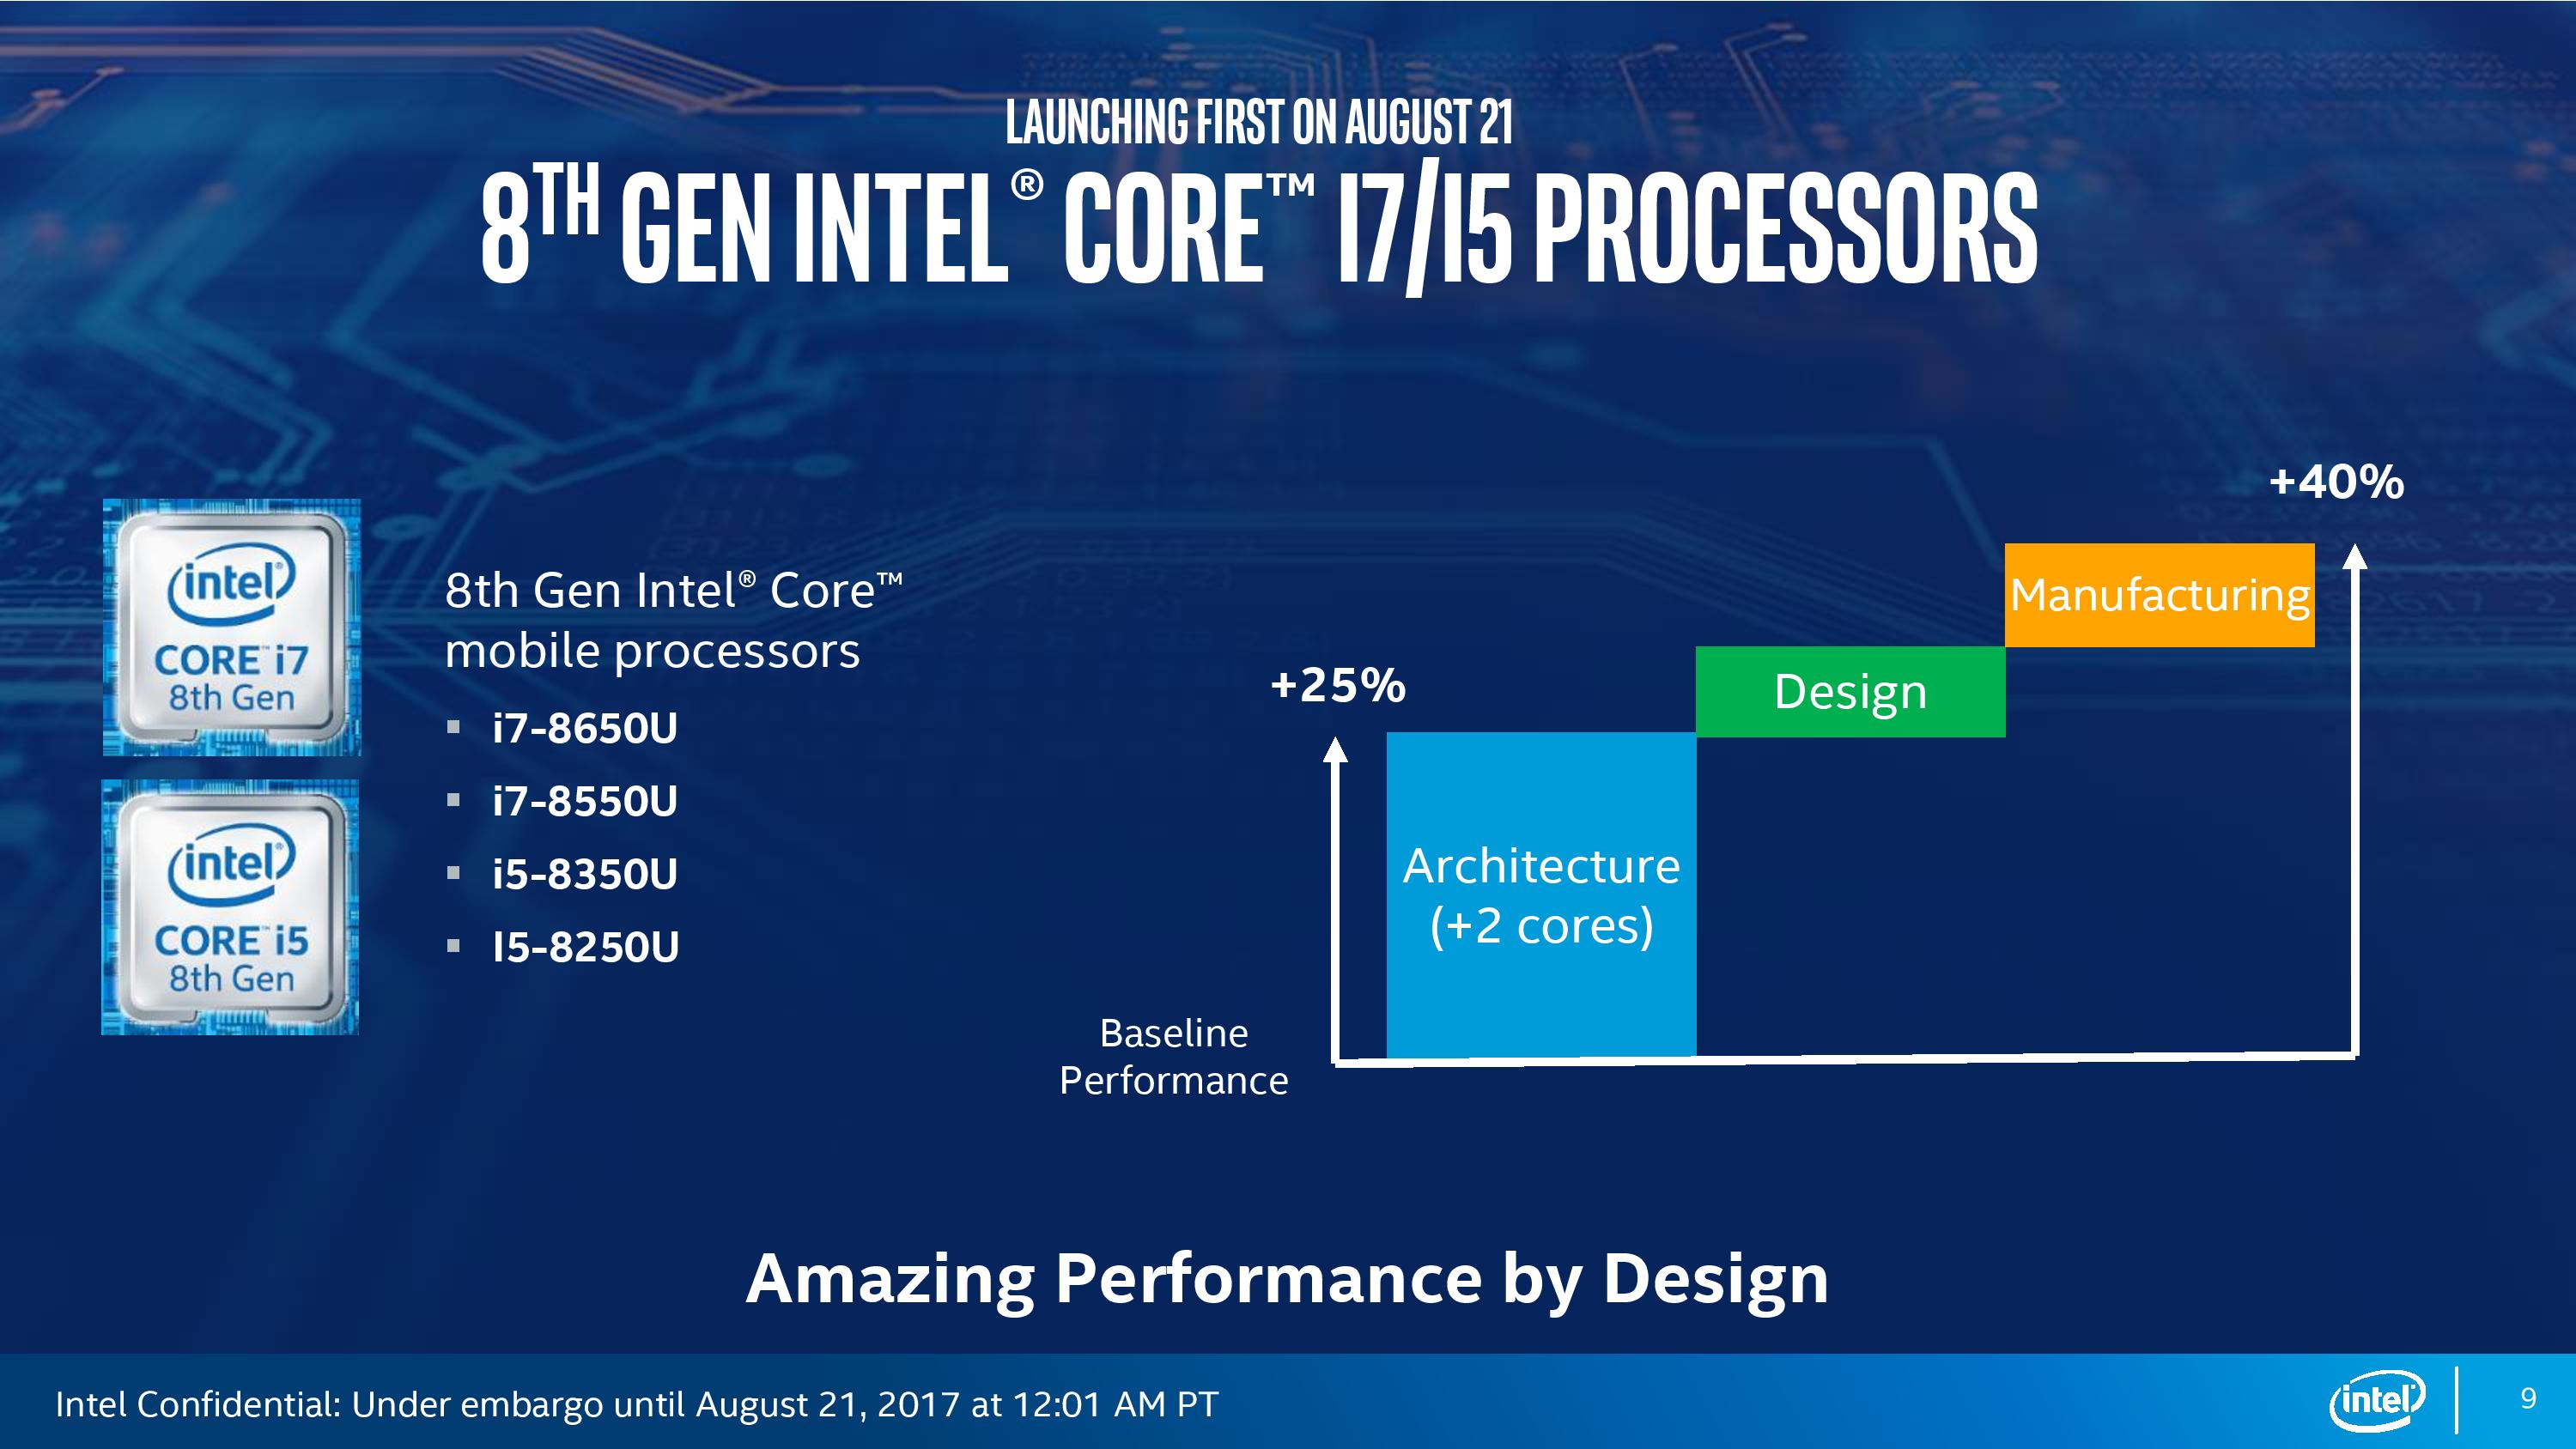 LAUNCHING FIRST ON AUGUST 21
8TH GEN INTEL® CORE™ I7/I5 PROCESSORS
intel®
CORE™ i7
8th Gen
intel®
CORE™ i5
8th Gen
8th Gen Intel® Core™
mobile processors
▪ i7-8650U
▪ i7-8550U
▪ i5-8350U
▪ I5-8250U
+40%
Manufacturing
+25%
Design
Architecture
(+2 cores)
Baseline
Performance
Amazing Performance by Design
Intel Confidential: Under embargo until August 21, 2017 at 12:01 AM PT
intel
9